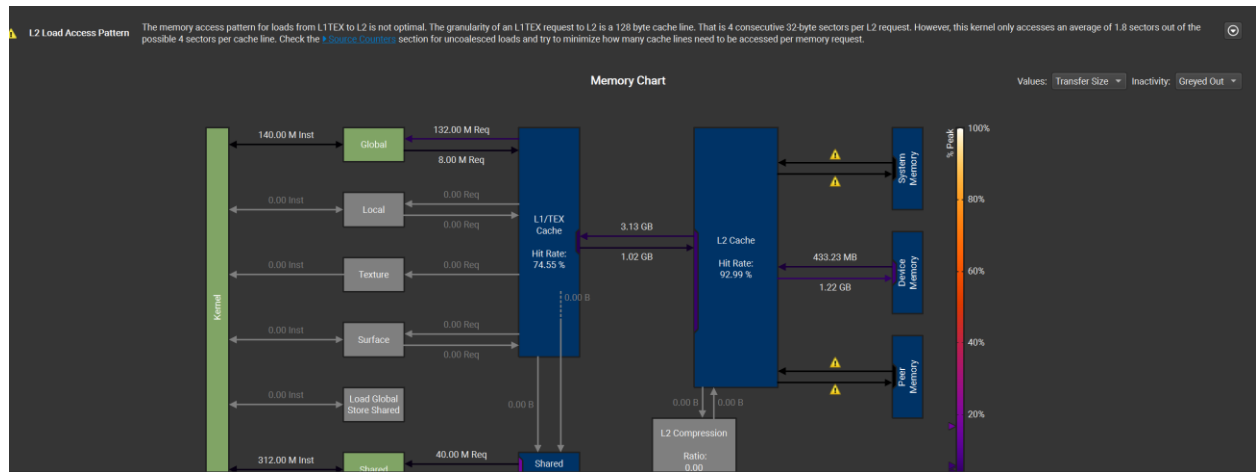 The memory access pattern for loads from L1TEX to L2 is not optimal. The granularity of an L1TEX request to L2 is a 128 byte cache line. That is 4 consecutive 32-byte sectors per L2 request. However, this kernel only accesses an average of 1.8 sectors out of the
L2 Load Access Pattern
possible 4 sectors per cache line. Check the Source Counters section for uncoalesced loads and try to minimize how many cache lines need to be accessed per memory request.
Memory Chart
Values: Transfer Size Inactivity: Greyed Out
140.00 M Inst
Global
132.00 M Req
8.00 M Req
0.00 Inst
Local
0.00 Req
0.00 Req
0.00 Inst
Texture
0.00 Req
0.00 Inst
Surface
0.00 Req
0.00 Req
0.00 Inst
Load Global
Store Shared
312.00 M Inst
Shared
40.00 M Req
Kernel
L1/TEX
Cache
Hit Rate:
74.55 %
0.00 B
0.00 B
Shared
3.13 GB
1.02 GB
L2 Cache
Hit Rate:
92.99 %
0.00 B
0.00 B
L2 Compression
Ratio:
0.00
433.23 MB
1.22 GB
System
Memory
Device
Memory
Peer
Memory
% Peak
100%
80%
60%
40%
20%